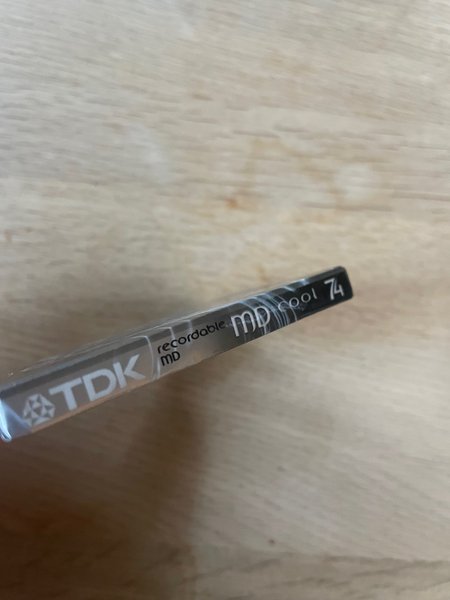 TDK
recordable
MD
MD cool 74